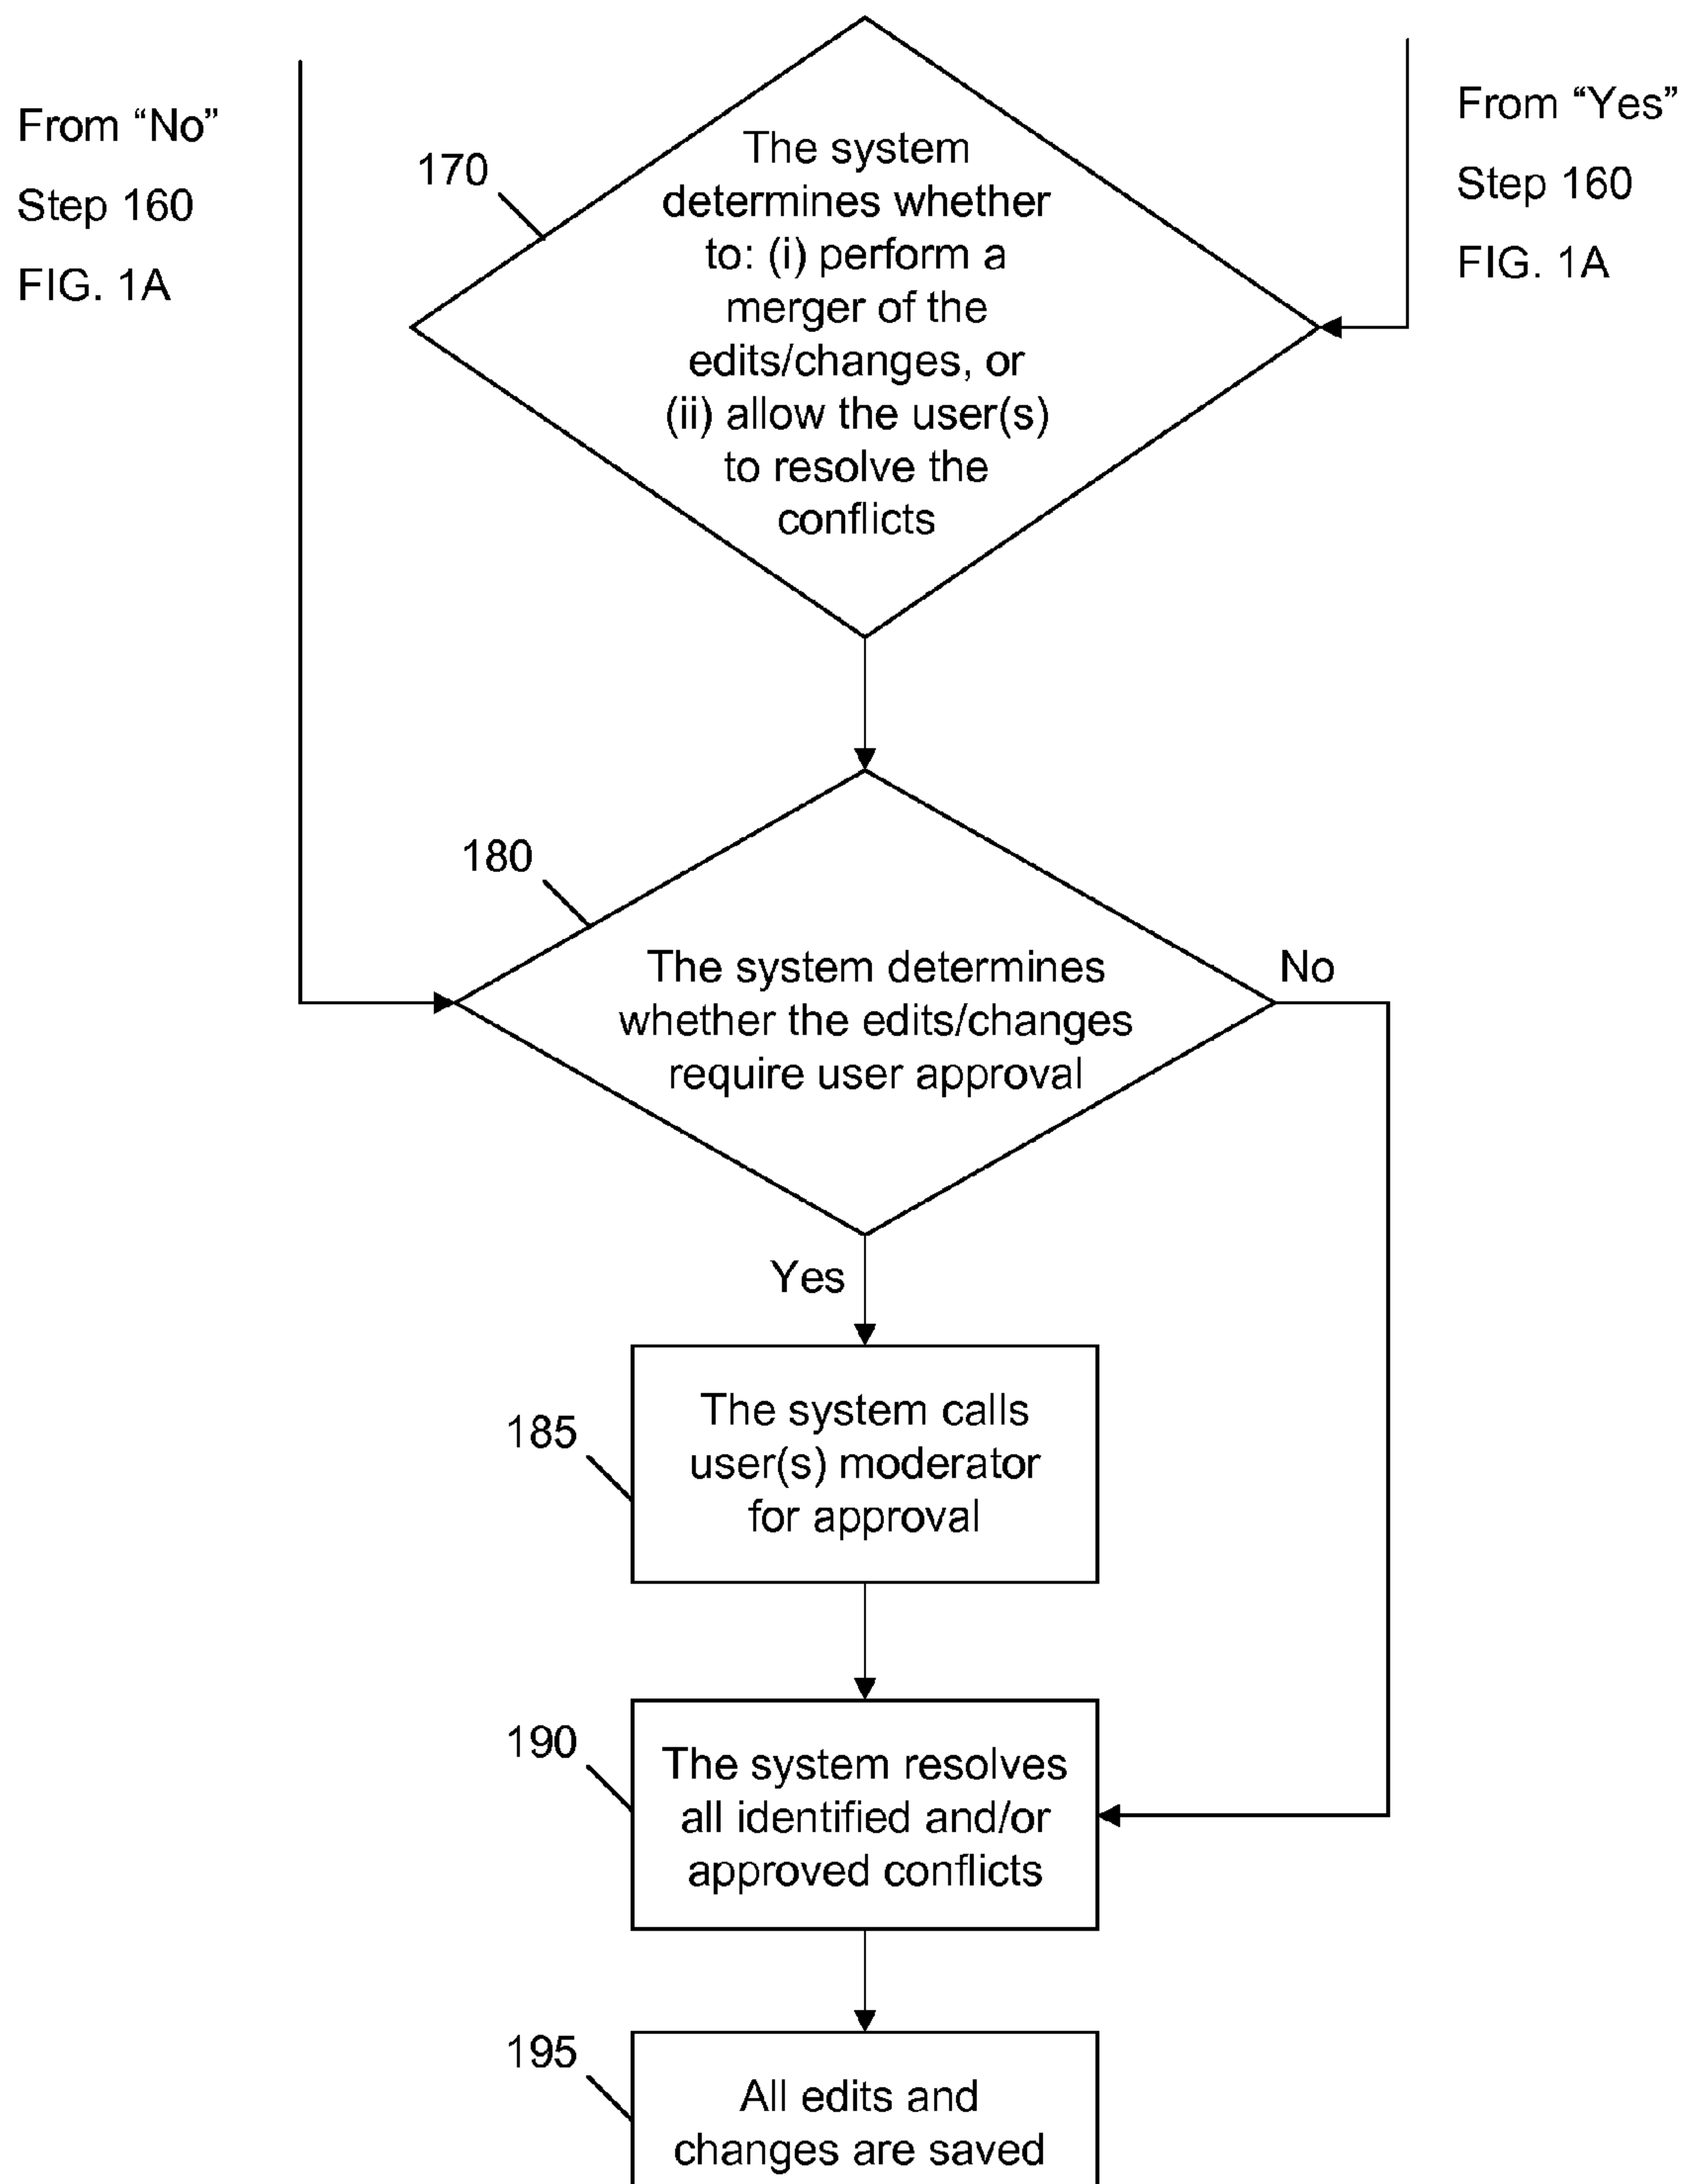 From “No”
Step 160
FIG. 1A
170
The system
determines whether
to: (i) perform a
merger of the
edits/changes, or
(ii) allow the user(s)
to resolve the
conflicts
From “Yes”
Step 160
FIG. 1A
180
The system determines
whether the edits/changes
require user approval
No
Yes
185
The system calls
user(s) moderator
for approval
190
The system resolves
all identified and/or
approved conflicts
195
All edits and
changes are saved